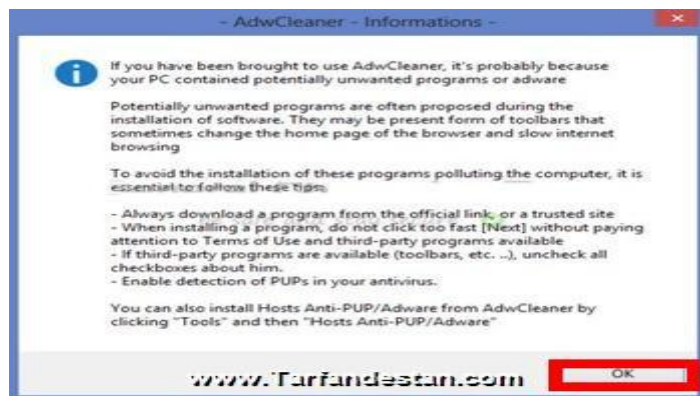 - AdwCleaner - Informations -
If you have been brought to use AdwCleaner, it's probably because
your PC contained potentially unwanted programs or adware
Potentially unwanted programs are often proposed during the
installation of software. They may be present form of toolbars that
sometimes change the home page of the browser and slow internet
browsing
To avoid the installation of these programs polluting the computer, it is
essential to follow these tips:
- Always download a program from the official link, or a trusted site
- When installing a program, do not click too fast [Next] without paying
attention to Terms of Use and third-party programs available
- If third-party programs are available (toolbars, etc. ..), uncheck all
checkboxes about him.
- Enable detection of PUPs in your antivirus.
You can also install Hosts Anti-PUP/Adware from AdwCleaner by
clicking "Tools" and then "Hosts Anti-PUP/Adware"
OK
www.Tarfandestan.com